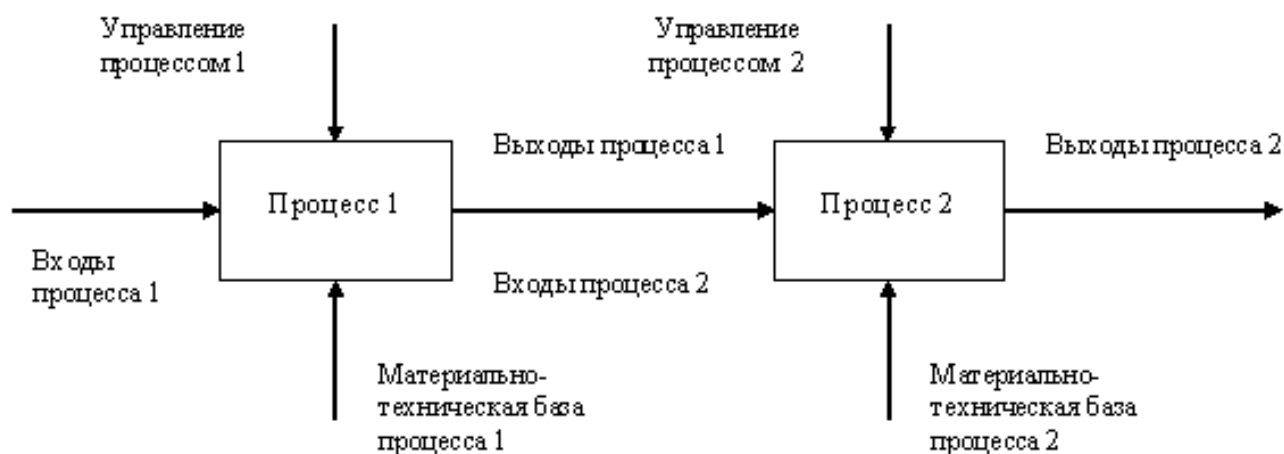 Управление
процессом 1
Управление
процессом 2
Выходы процесса 1
Выходы процесса 2
Процесс 1
Процесс 2
Входы
процесса 1
Входы процесса 2
Материально-
техническая база
процесса 1
Материально-
техническая база
процесса 2